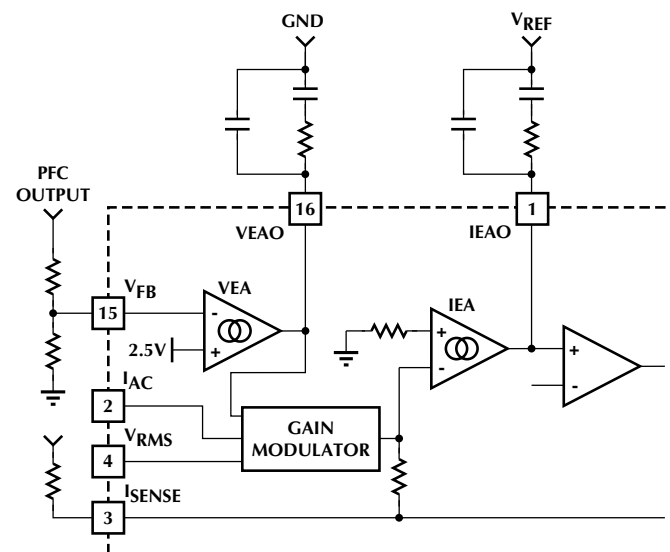 GND
VREF
PFC
OUTPUT
16
1
VEAO
IEAO
VFB
VEA
IEA
15
-
+
2.5V
+
-
+
-
IAC
2
GAIN
MODULATOR
VRMS
4
ISENSE
3